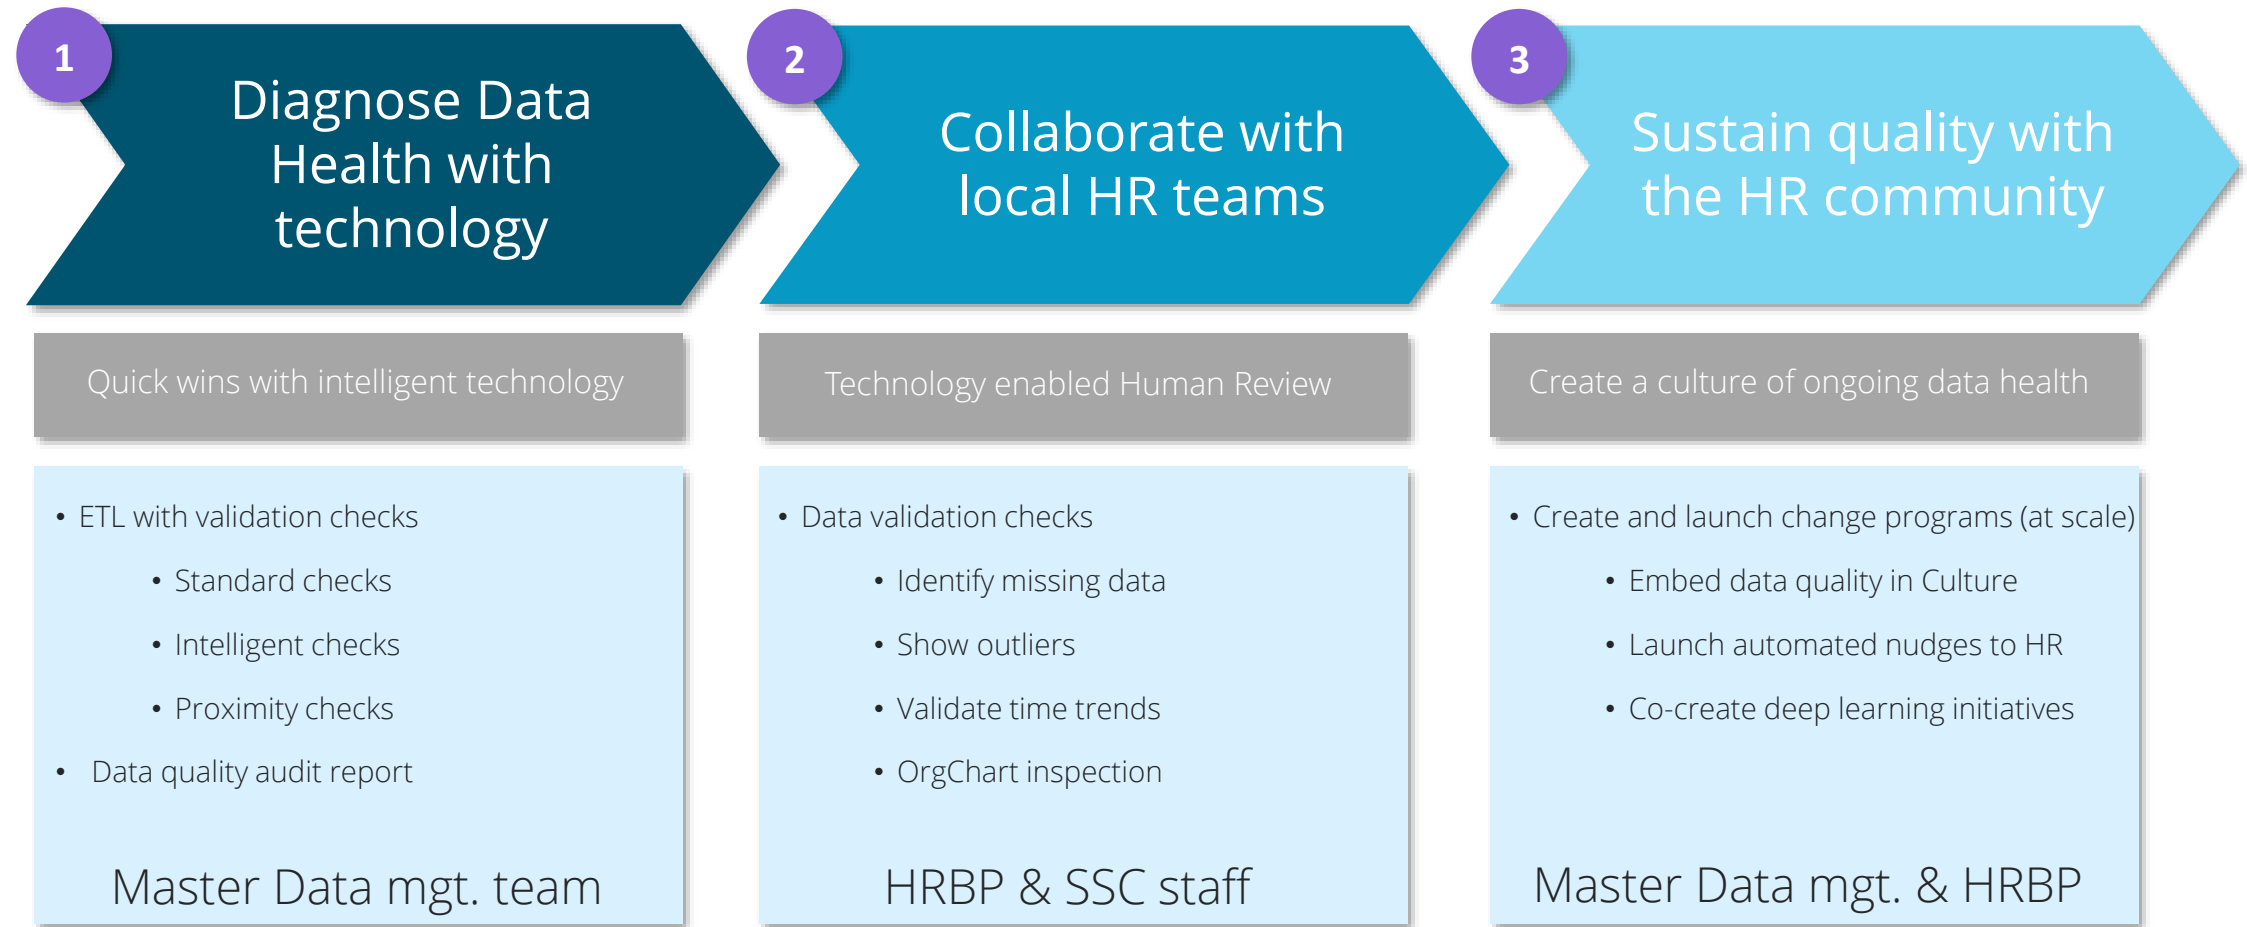 1
Diagnose Data
Health with
technology
Quick wins with intelligent technology
• ETL with validation checks
• Standard checks
• Intelligent checks
• Proximity checks
• Data quality audit report
Master Data mgt. team
2
Collaborate with
local HR teams
Technology enabled Human Review
• Data validation checks
• Identify missing data
• Show outliers
• Validate time trends
• OrgChart inspection
HRBP & SSC staff
3
Sustain quality with
the HR community
Create a culture of ongoing data health
• Create and launch change programs (at scale)
• Embed data quality in Culture
• Launch automated nudges to HR
• Co-create deep learning initiatives
Master Data mgt. & HRBP